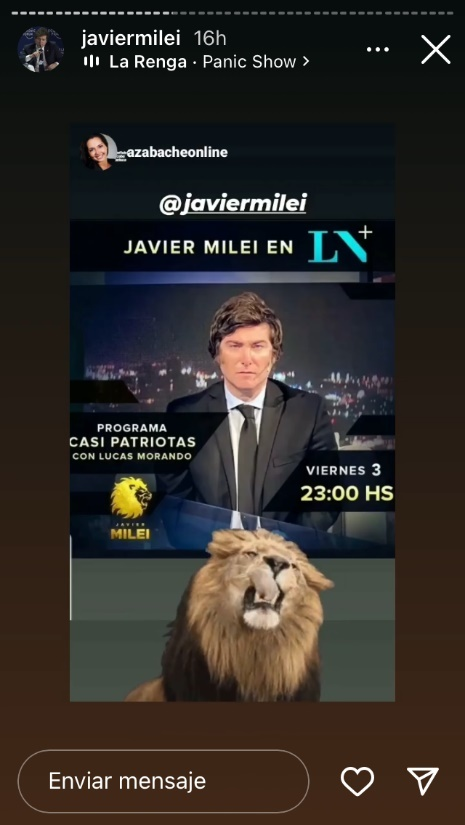 javiermilei 16h
La Renga · Panic Show >
azabacheonline
@javiermilei
JAVIER MILEI EN LN+
PROGRAMA
CASI PATRIOTAS
CON LUCAS MORANDO
VIERNES 3
23:00 HS
JAVIER
MILEI
Enviar mensaje